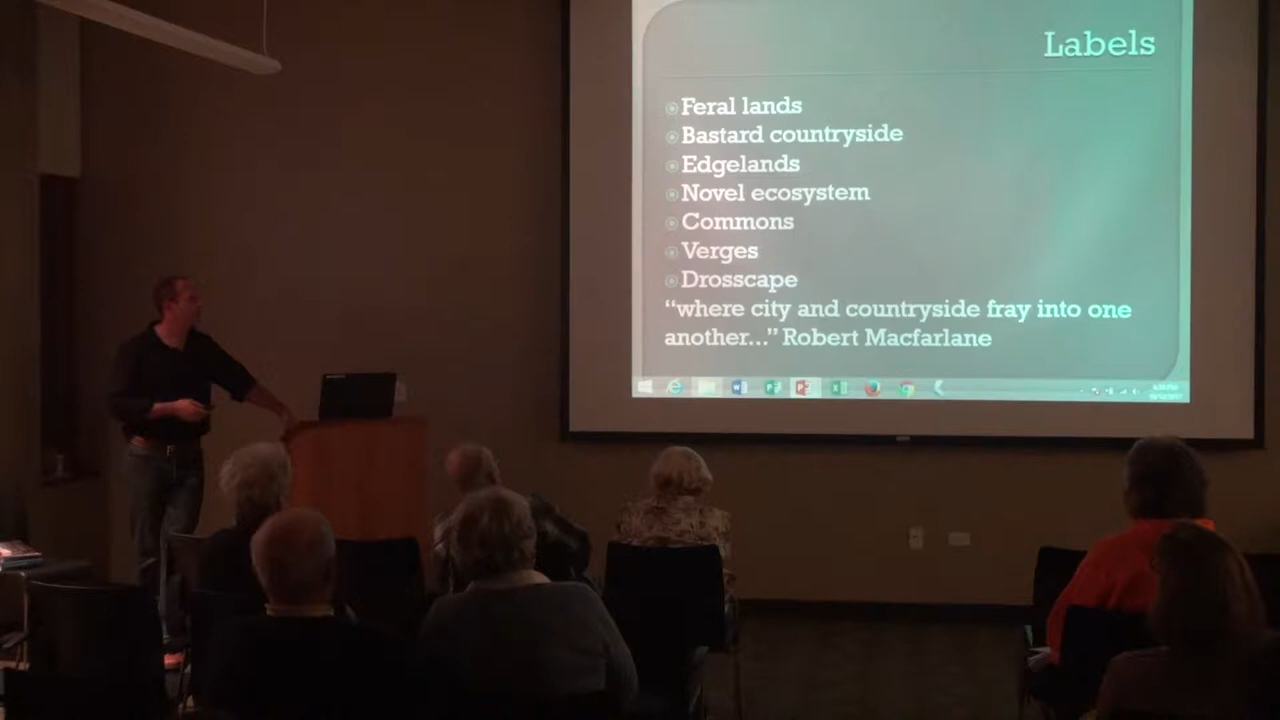 Labels
Feral lands
Bastard countryside
Edgelands
Novel ecosystem
Commons
Verges
Drosscape
“where city and countryside fray into one
another...” Robert Macfarlane